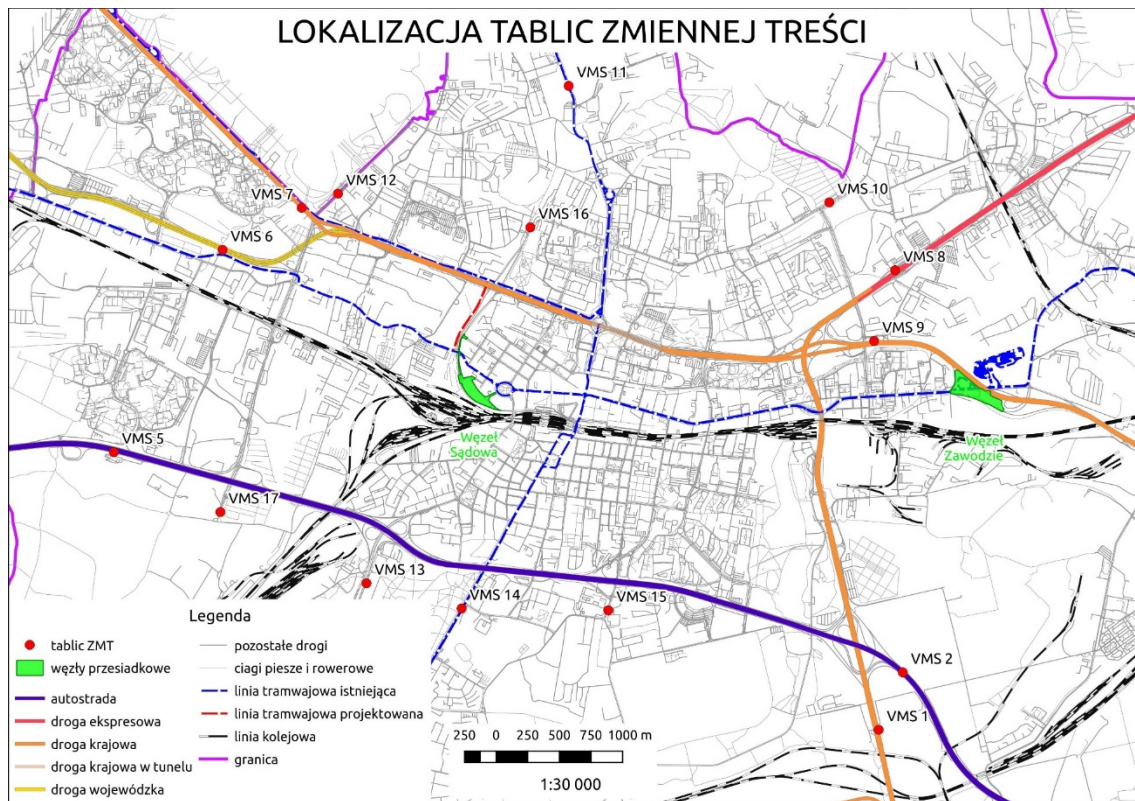 LOKALIZACJA TABLIC ZMIENNEJ TREŚCI
VMS 11
VMS 12
VMS 7
VMS 10
VMS 16
VMS 6
VMS 8
VMS 9
VMS 5
Węzeł
Sądowa
Węzeł
Zawodzie
VMS 17
VMS 13
VMS 14
VMS 15
VMS 2
VMS 1
Legenda
tablic ZMT
węzły przesiadkowe
autostrada
droga ekspresowa
droga krajowa
droga krajowa w tunelu
droga wojewódzka
pozostałe drogi
ciągi piesze i rowerowe
linia tramwajowa istniejąca
linia tramwajowa projektowana
linia kolejowa
granica
250 0 250 500 750 1000 m
1:30 000